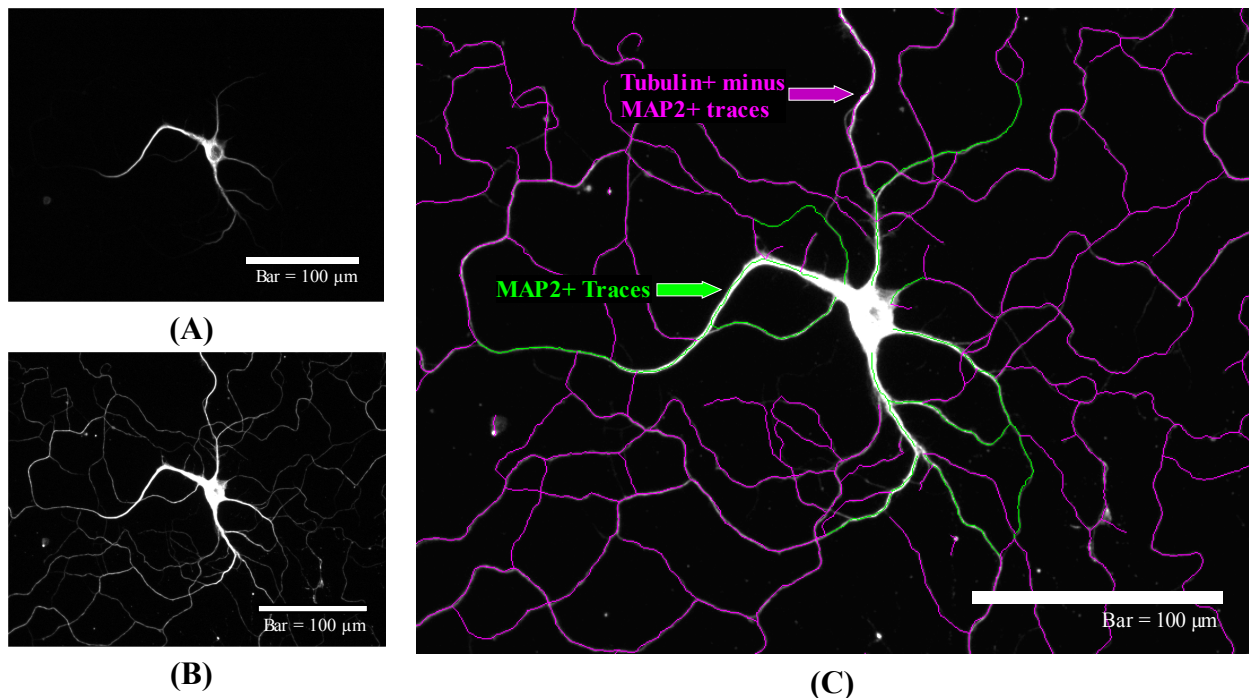 Bar = 100 µm
(A)
Bar = 100 µm
(B)
Tubulin+ minus
MAP2+ traces
MAP2+ Traces
Bar = 100 µm
(C)